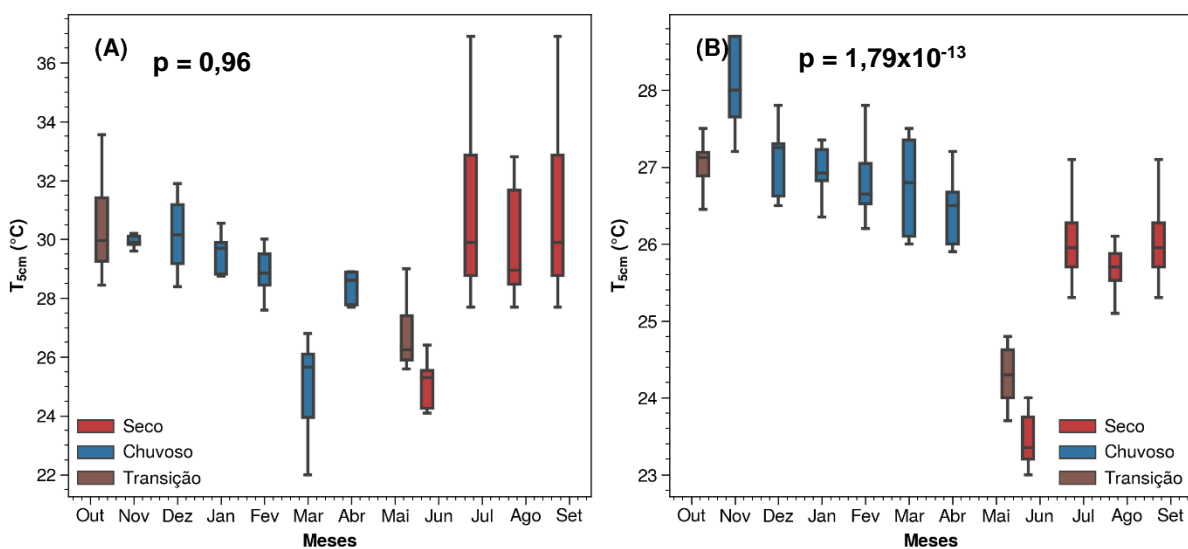 (A)
p = 0,96
T5cm (°C)
36
34
32
30
28
26
24
22
Seco
Chuvoso
Transição
Out Nov Dez Jan Fev Mar Abr Mai Jun Jul Ago Set
Meses
(B)
p = 1,79x10⁻¹³
T5cm (°C)
28
27
26
25
24
23
Seco
Chuvoso
Transição
Out Nov Dez Jan Fev Mar Abr Mai Jun Jul Ago Set
Meses